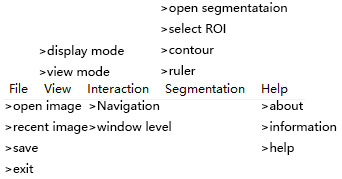 >open segmentataion
>select ROI
>display mode >contour
>view mode >ruler
File View Interaction Segmentation Help
>open image >Navigation >about
>recent image >window level >information
>save >help
>exit